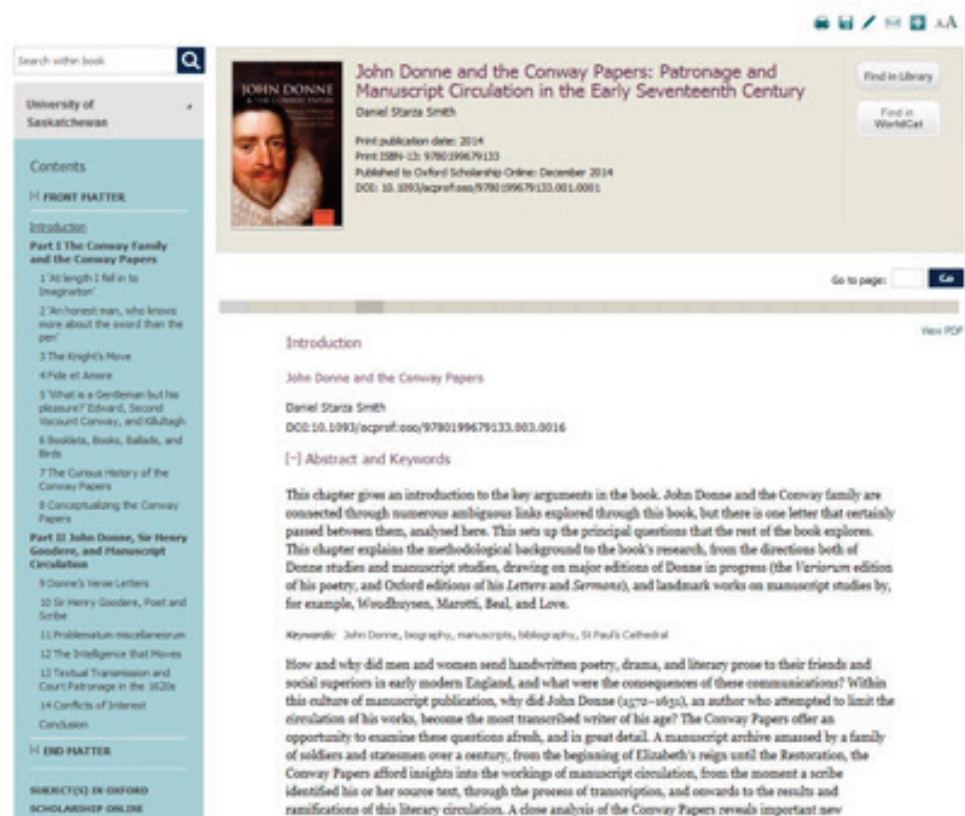 Search within book
University of
Saskatchewan
Contents
[-] FRONT MATTER
Introduction
Part I The Conway Family
and the Conway Papers
1 'At length I fell in to
Imagination'
2 'An honest man, who knows
more about the sword than the
pen'
3 The Knight's Move
4 Fide et Amore
5 'What is a Gentleman but his
pleasure?' Edward, Second
Viscount Conway, and Killultagh
6 Booklets, Books, Ballads, and
Birds
7 The Curious History of the
Conway Papers
8 Conceptualizing the Conway
Papers
Part II John Donne, Sir Henry
Goodere, and Manuscript
Circulation
9 Donne's Verse Letters
10 Sir Henry Goodere, Poet and
Scribe
11 Problematum miscellaneorum
12 The Intelligence that Moves
13 Textual Transmission and
Court Patronage in the 1620s
14 Conflicts of Interest
Conclusion
[-] END MATTER
SUBJECT(S) IN OXFORD
SCHOLARSHIP ONLINE
AA
JOHN DONNE
& THE CONWAY PAPERS
John Donne and the Conway Papers: Patronage and
Manuscript Circulation in the Early Seventeenth Century
Daniel Starza Smith
Print publication date: 2014
Print ISBN-13: 9780199679133
Published to Oxford Scholarship Online: December 2014
DOI: 10.1093/acprof:oso/9780199679133.001.0001
Find in Library
Find in
WorldCat
Go to page:
Go
View PDF
Introduction
John Donne and the Conway Papers
Daniel Starza Smith
DOI:10.1093/acprof:oso/9780199679133.003.0016
[-] Abstract and Keywords
This chapter gives an introduction to the key arguments in the book. John Donne and the Conway family are
connected through numerous ambiguous links explored through this book, but there is one letter that certainly
passed between them, analysed here. This sets up the principal questions that the rest of the book explores.
This chapter explains the methodological background to the book's research, from the directions both of
Donne studies and manuscript studies, drawing on major editions of Donne in progress (the Variorum edition
of his poetry, and Oxford editions of his Letters and Sermons), and landmark works on manuscript studies by,
for example, Woudhuysen, Marotti, Beal, and Love.
Keywords: John Donne, biography, manuscripts, bibliography, St Paul's Cathedral
How and why did men and women send handwritten poetry, drama, and literary prose to their friends and
social superiors in early modern England, and what were the consequences of these communications? Within
this culture of manuscript publication, why did John Donne (1572–1631), an author who attempted to limit the
circulation of his works, become the most transcribed writer of his age? The Conway Papers offer an
opportunity to examine these questions afresh, and in great detail. A manuscript archive amassed by a family
of soldiers and statesmen over a century, from the beginning of Elizabeth's reign until the Restoration, the
Conway Papers afford insights into the workings of manuscript circulation, from the moment a scribe
identified his or her source text, through the process of transcription, and onwards to the results and
ramifications of this literary circulation. A close analysis of the Conway Papers reveals important new